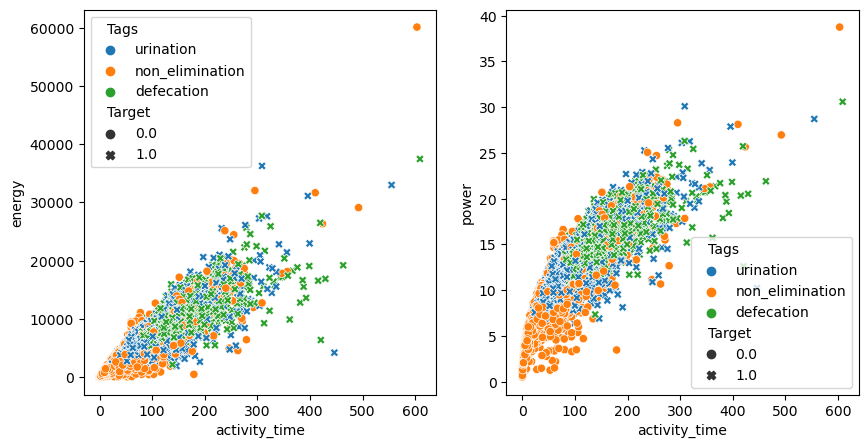 Tags
urination
non_elimination
defecation
Target
0.0
1.0
60000
50000
40000
30000
20000
10000
0
energy
0 100 200 300 400 500 600
activity_time
40
35
30
25
20
15
10
5
0
power
Tags
urination
non_elimination
defecation
Target
0.0
1.0
0 100 200 300 400 500 600
activity_time